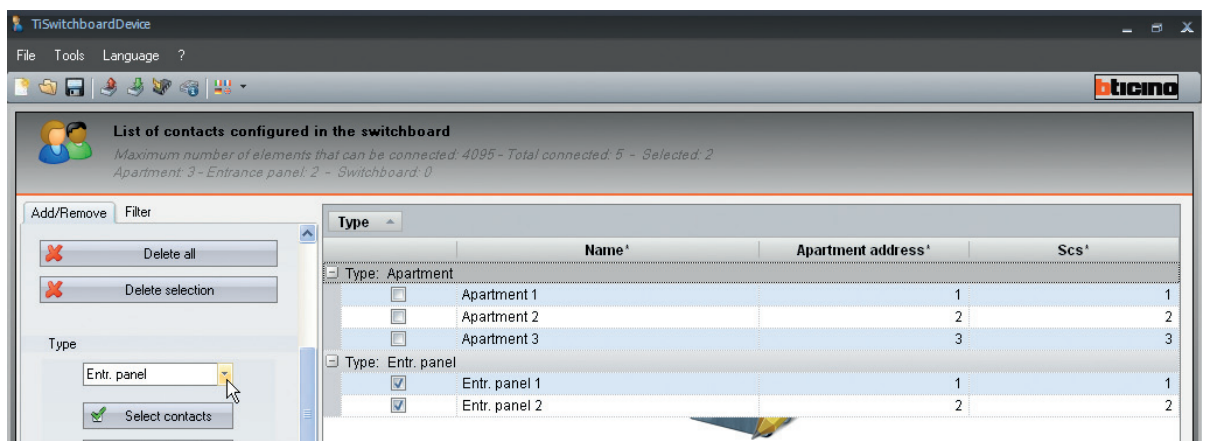 TiSwitchboardDevice
File Tools Language ?
bticino
List of contacts configured in the switchboard
Maximum number of elements that can be connected: 4095 - Total connected: 5 - Selected: 2
Apartment: 3 - Entrance panel: 2 - Switchboard: 0
Add/Remove Filter
Delete all
Delete selection
Type
Entr. panel
Select contacts
Type
Name* Apartment address* Scs*
Type: Apartment
Apartment 1 1 1
Apartment 2 2 2
Apartment 3 3 3
Type: Entr. panel
Entr. panel 1 1 1
Entr. panel 2 2 2